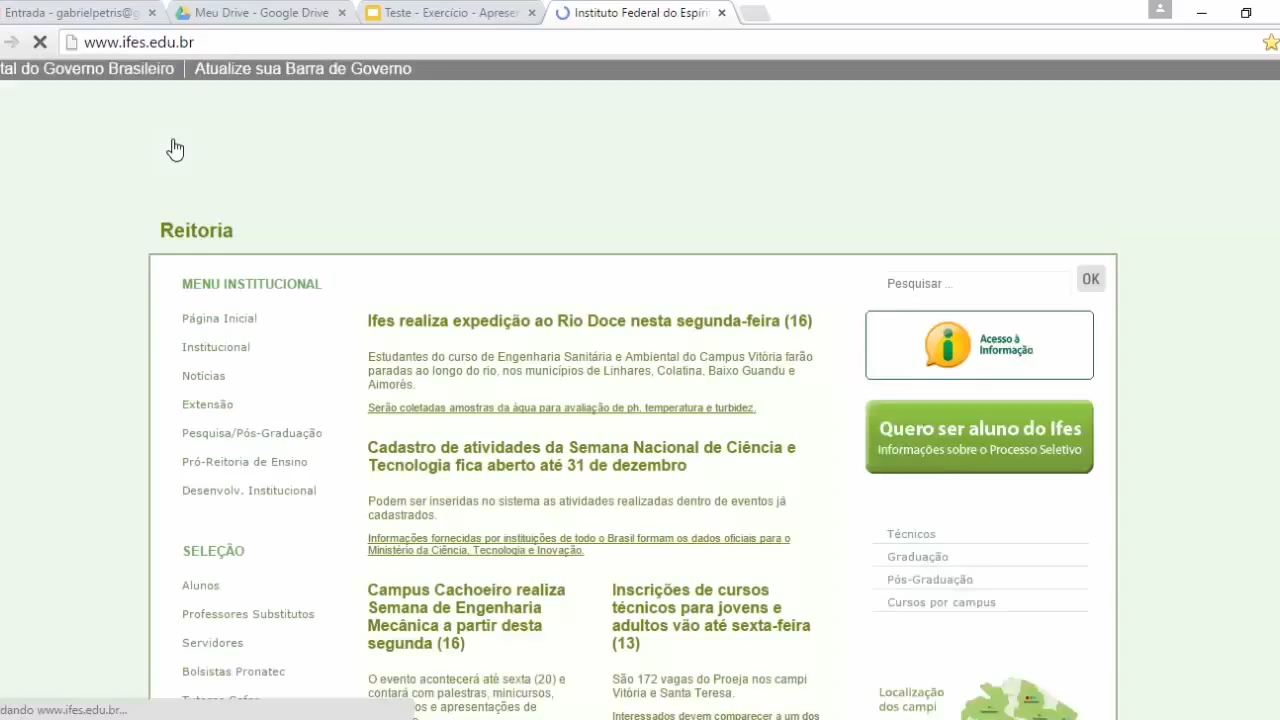 Entrada - gabrielpetris@g
Meu Drive - Google Drive
Teste - Exercício - Apreser
Instituto Federal do Espíri
www.ifes.edu.br
tal do Governo Brasileiro
Atualize sua Barra de Governo
Reitoria
MENU INSTITUCIONAL
Página Inicial
Institucional
Notícias
Extensão
Pesquisa/Pós-Graduação
Pró-Reitoria de Ensino
Desenvolv. Institucional
SELEÇÃO
Alunos
Professores Substitutos
Servidores
Bolsistas Pronatec
Ifes realiza expedição ao Rio Doce nesta segunda-feira (16)
Estudantes do curso de Engenharia Sanitária e Ambiental do Campus Vitória farão
paradas ao longo do rio, nos municípios de Linhares, Colatina, Baixo Guandu e
Aimorés.
Serão coletadas amostras da água para avaliação de ph, temperatura e turbidez.
Cadastro de atividades da Semana Nacional de Ciência e
Tecnologia fica aberto até 31 de dezembro
Podem ser inseridas no sistema as atividades realizadas dentro de eventos já
cadastrados.
Informações fornecidas por instituições de todo o Brasil formam os dados oficiais para o
Ministério da Ciência, Tecnologia e Inovação.
Campus Cachoeiro realiza
Semana de Engenharia
Mecânica a partir desta
segunda (16)
O evento acontecerá até sexta (20) e
contará com palestras, minicursos,
os e apresentações de
Inscrições de cursos
técnicos para jovens e
adultos vão até sexta-feira
(13)
São 172 vagas do Proeja nos campi
Vitória e Santa Teresa.
Interessados devem comparecer a um dos
Pesquisar ...
OK
Acesso à
Informação
Quero ser aluno do Ifes
Informações sobre o Processo Seletivo
Técnicos
Graduação
Pós-Graduação
Cursos por campus
Localização
dos campi
dando www.ifes.edu.br...